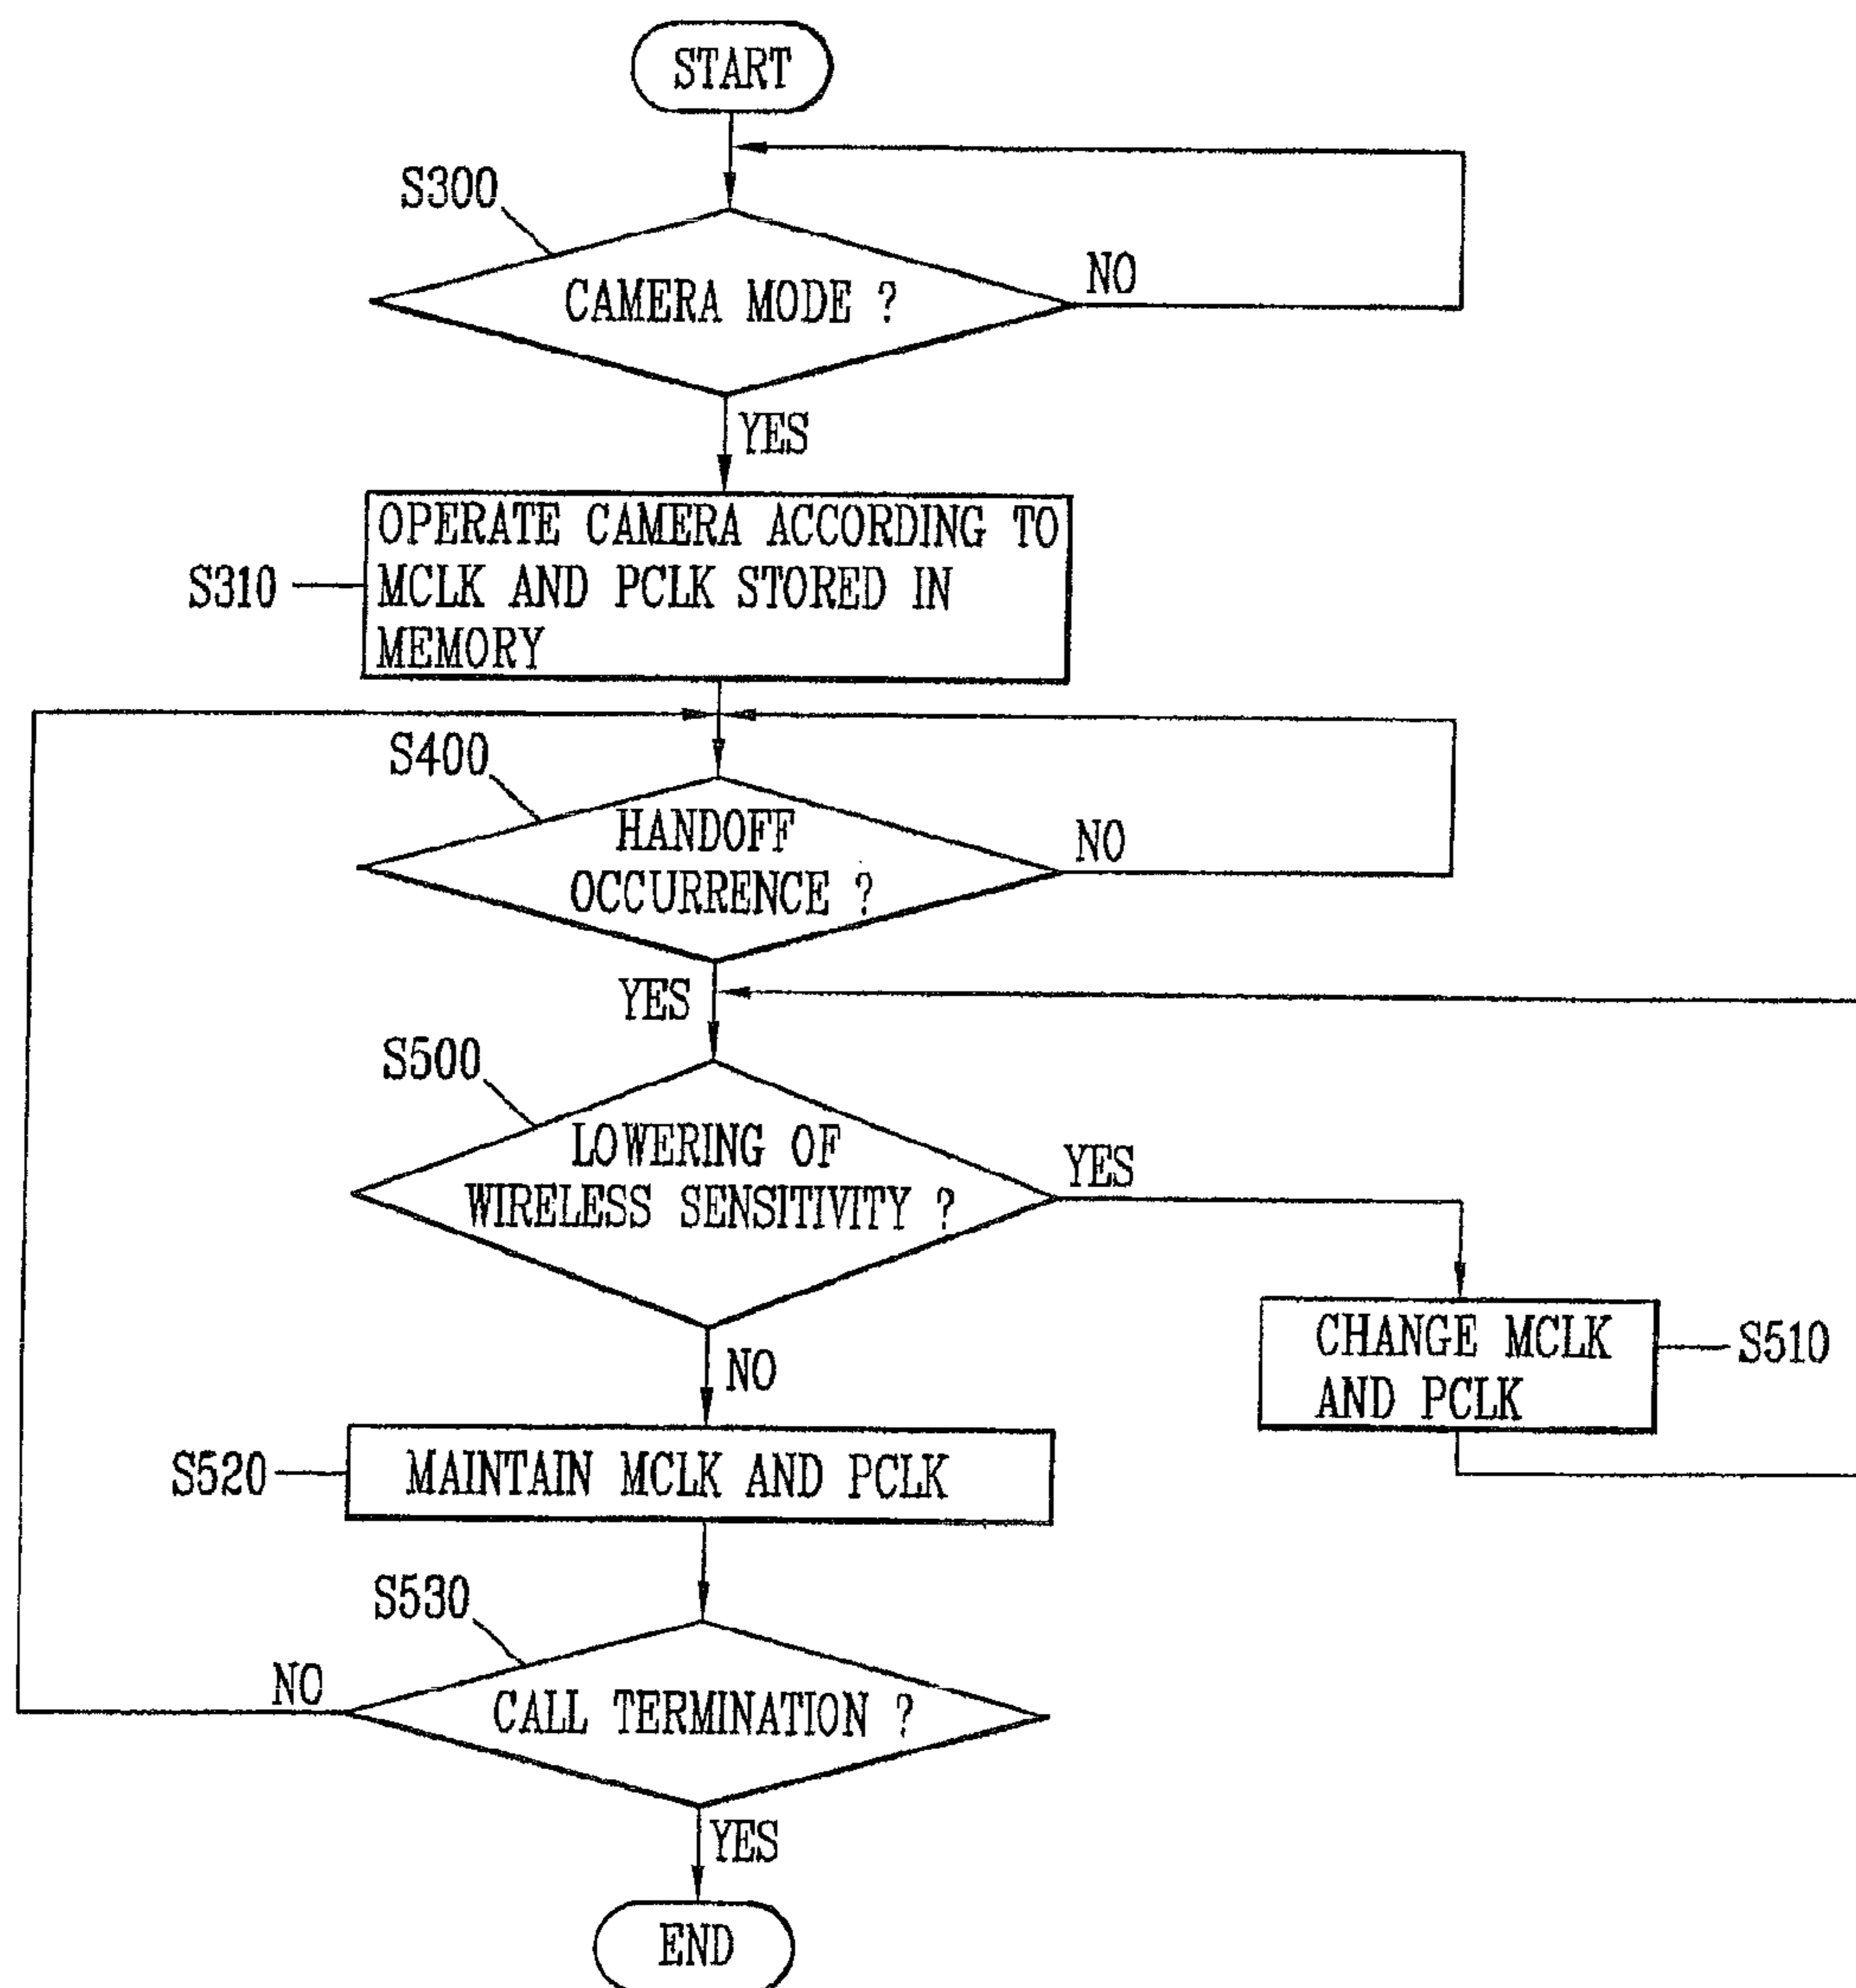 START
S300
CAMERA MODE ?
NO
YES
OPERATE CAMERA ACCORDING TO
MCLK AND PCLK STORED IN
MEMORY
S310
S400
HANDOFF
OCCURRENCE ?
NO
YES
S500
LOWERING OF
WIRELESS SENSITIVITY ?
YES
CHANGE MCLK
AND PCLK
S510
NO
S520
MAINTAIN MCLK AND PCLK
S530
NO
CALL TERMINATION ?
YES
END